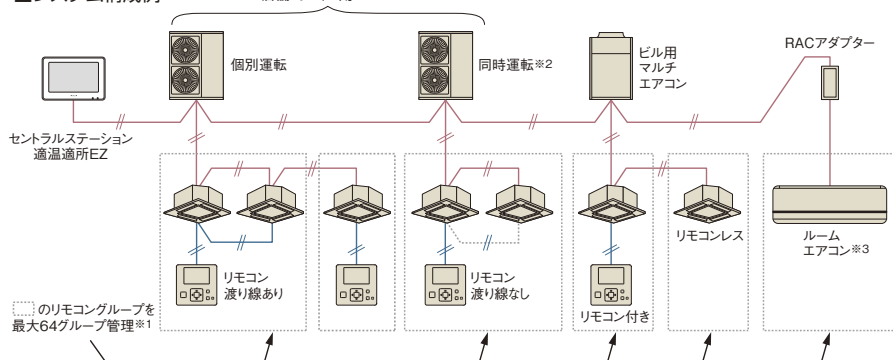 個別運転
同時運転※2
ビル用
マルチ
エアコン
RACアダプター
セントラルステーション
適温適所EZ
リモコン
渡り線あり
リモコン
渡り線なし
リモコン付き
リモコンレス
ルーム
エアコン※3
のリモコングループを
最大64グループ管理※1